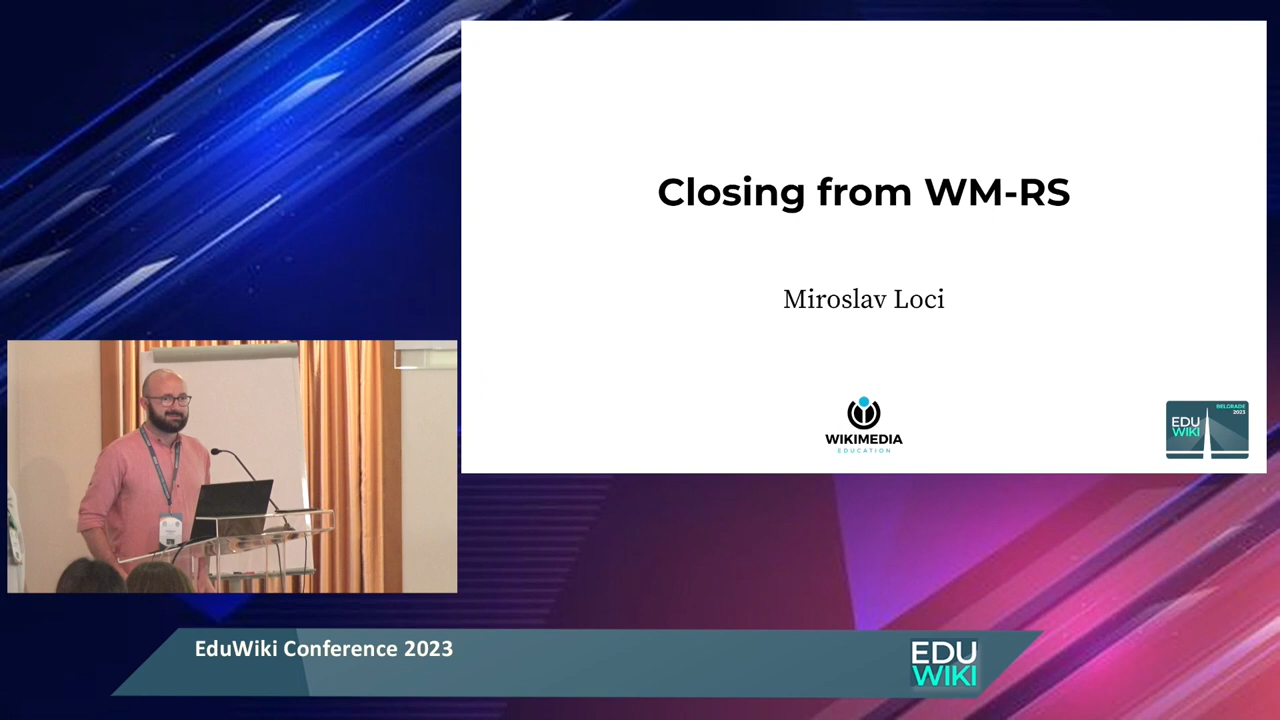 Closing from WM-RS
Miroslav Loci
WIKIMEDIA
EDUCATION
BELGRADE
2023
EDU
WIKI
EduWiki Conference 2023
EDU
WIKI